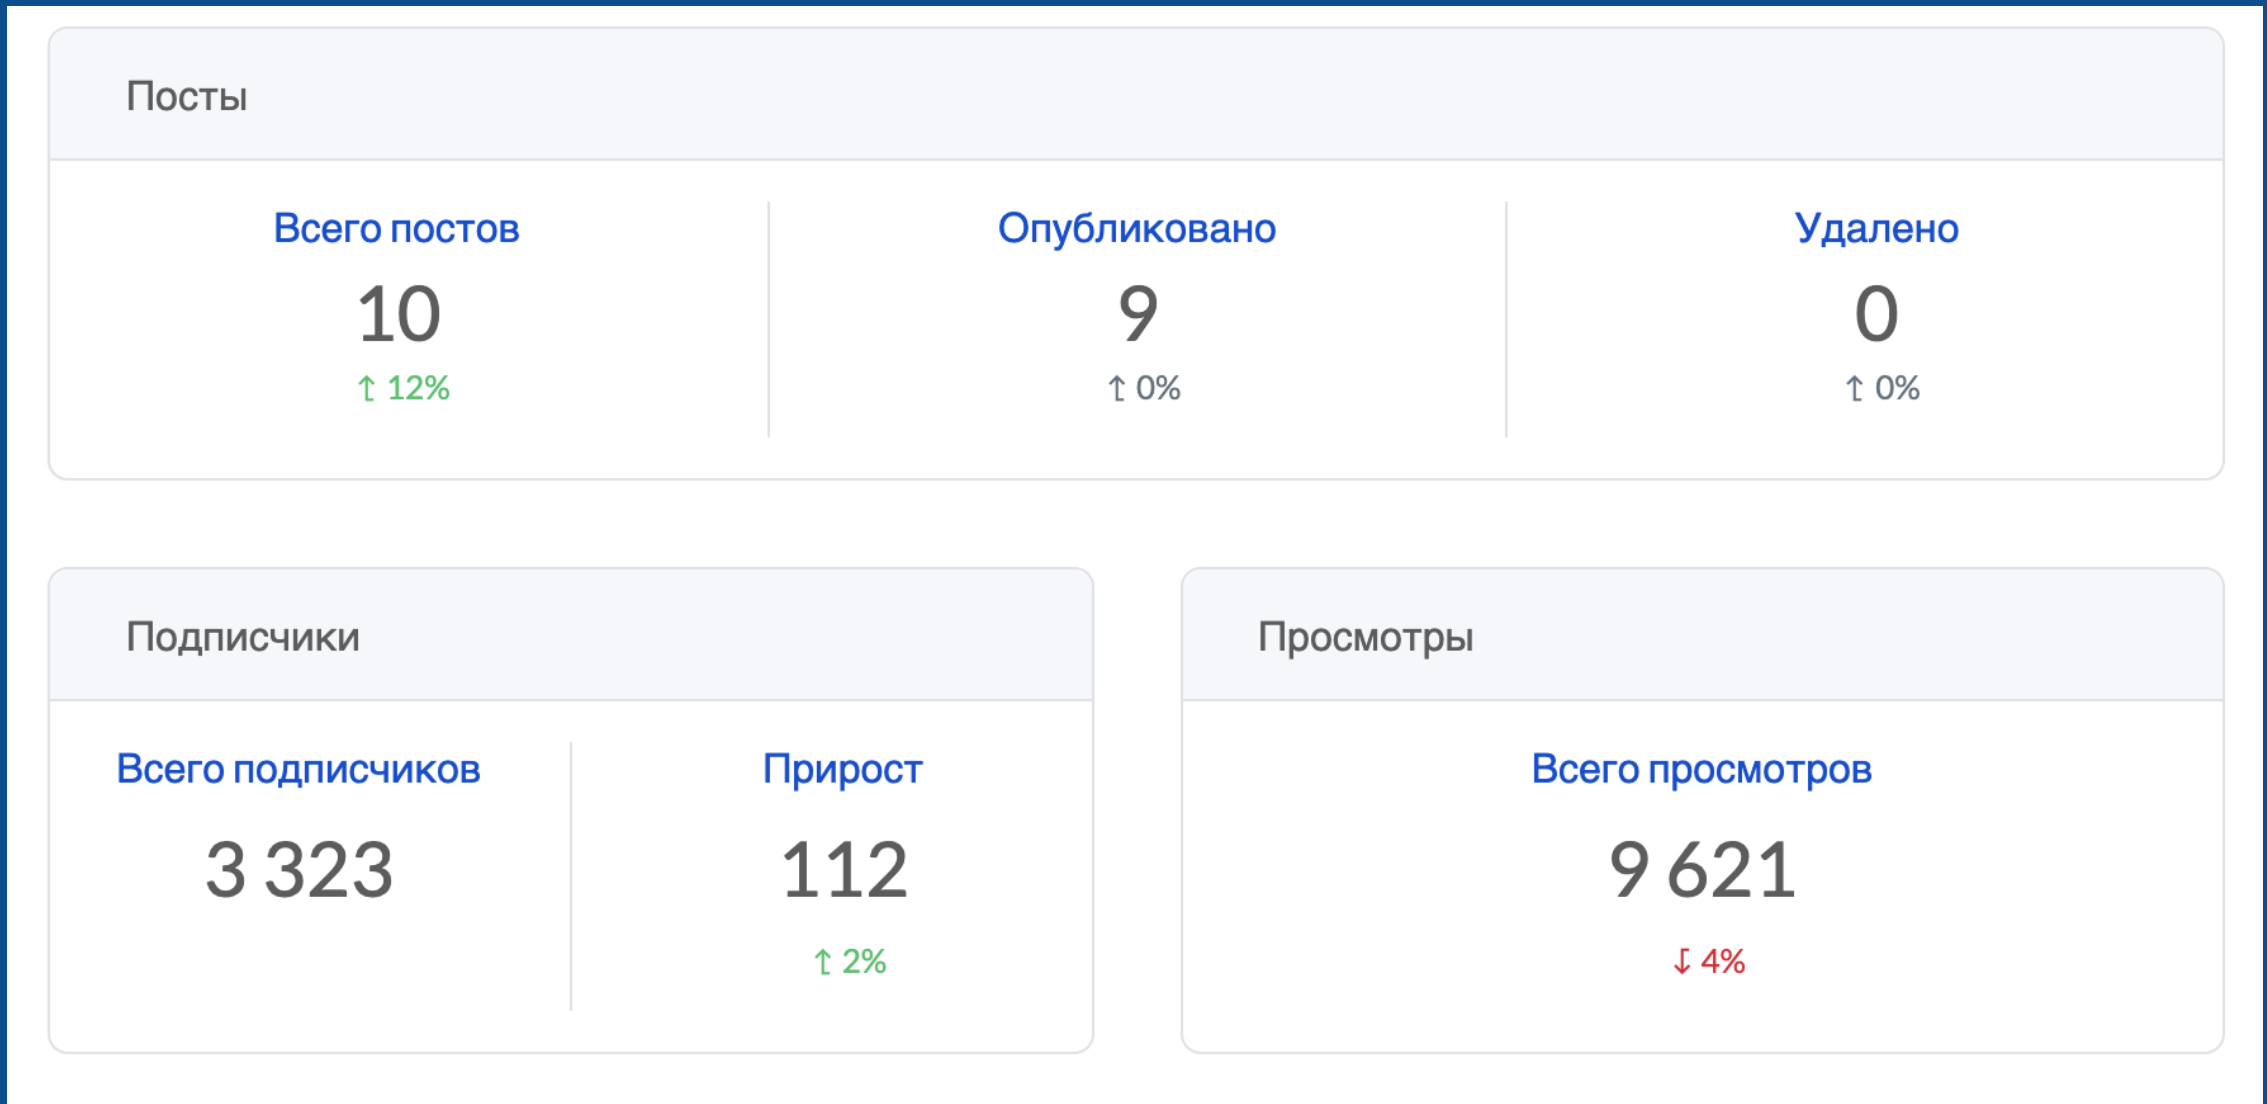 Посты
Всего постов
10
↑ 12%
Опубликовано
9
↑ 0%
Удалено
0
↑ 0%
Подписчики
Всего подписчиков
3 323
Прирост
112
↑ 2%
Просмотры
Всего просмотров
9 621
↓ 4%